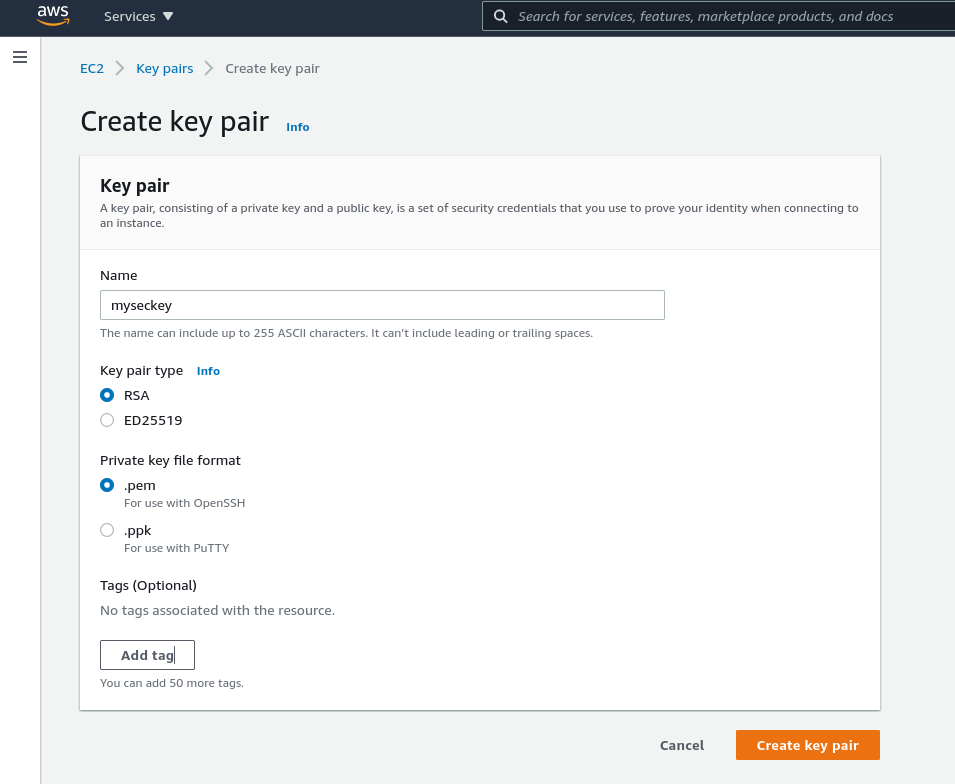 aws
Services
Search for services, features, marketplace products, and docs
EC2 Key pairs Create key pair
Create key pair Info
Key pair
A key pair, consisting of a private key and a public key, is a set of security credentials that you use to prove your identity when connecting to
an instance.
Name
myseckey
The name can include up to 255 ASCII characters. It can't include leading or trailing spaces.
Key pair type Info
RSA
ED25519
Private key file format
.pem
For use with OpenSSH
.ppk
For use with PuTTY
Tags (Optional)
No tags associated with the resource.
Add tag
You can add 50 more tags.
Cancel Create key pair